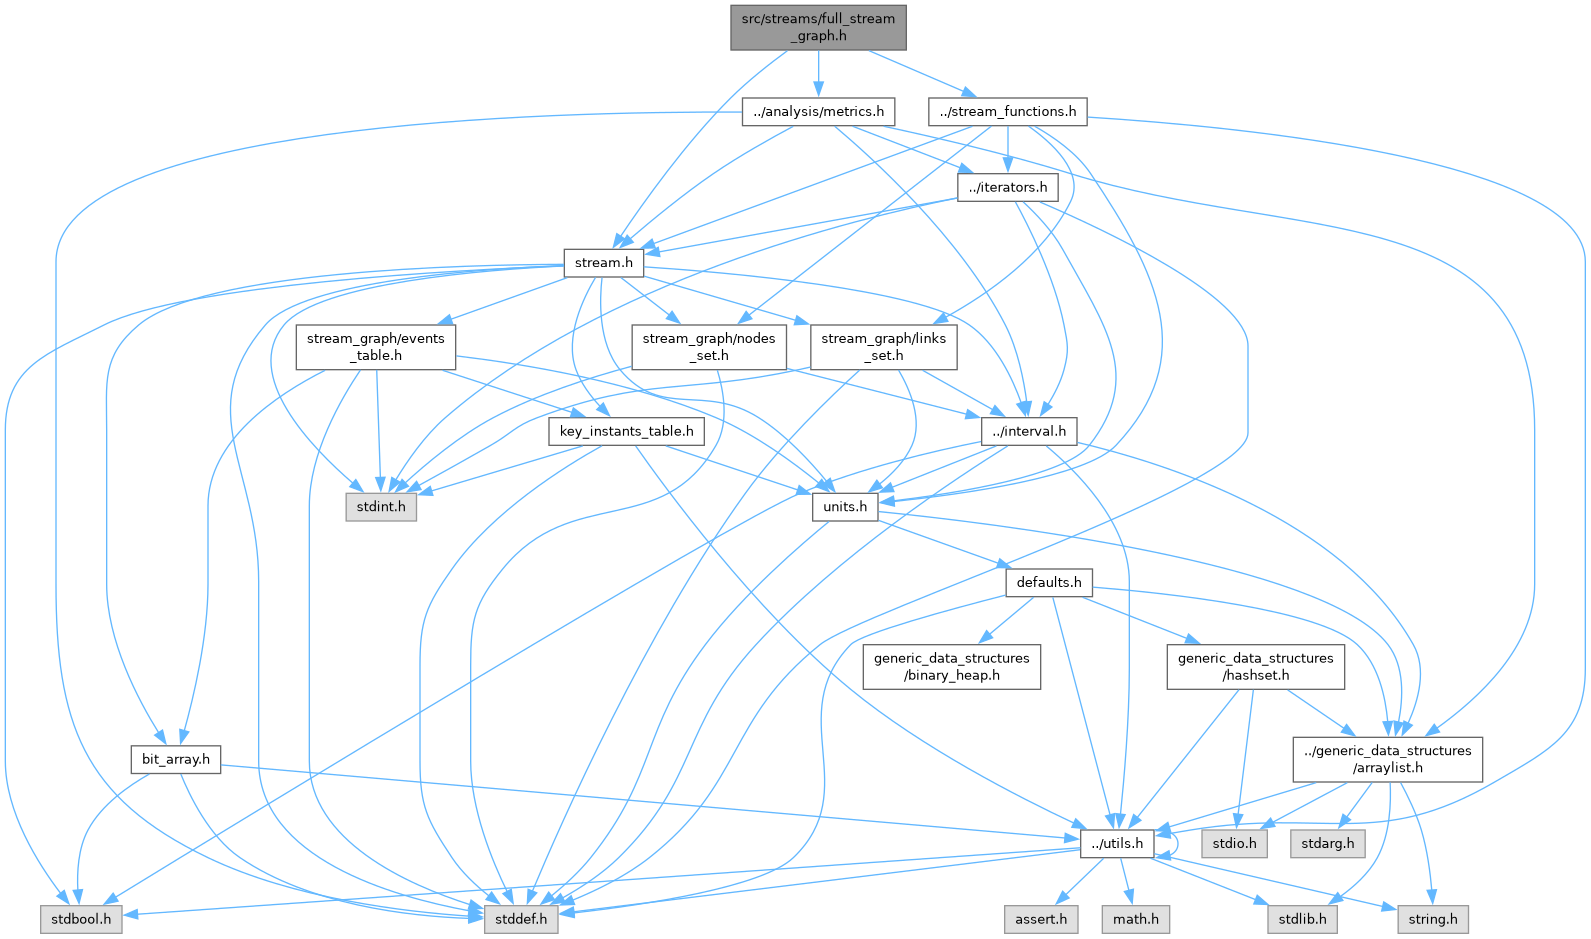 src/streams/full_stream
_graph.h
../analysis/metrics.h
../stream_functions.h
../iterators.h
stream.h
stream_graph/events
_table.h
stream_graph/nodes
_set.h
stream_graph/links
_set.h
key_instants_table.h
../interval.h
stdint.h
units.h
defaults.h
generic_data_structures
/binary_heap.h
generic_data_structures
/hashset.h
bit_array.h
../generic_data_structures
/arraylist.h
../utils.h
stdio.h
stdarg.h
stdbool.h
stddef.h
assert.h
math.h
stdlib.h
string.h